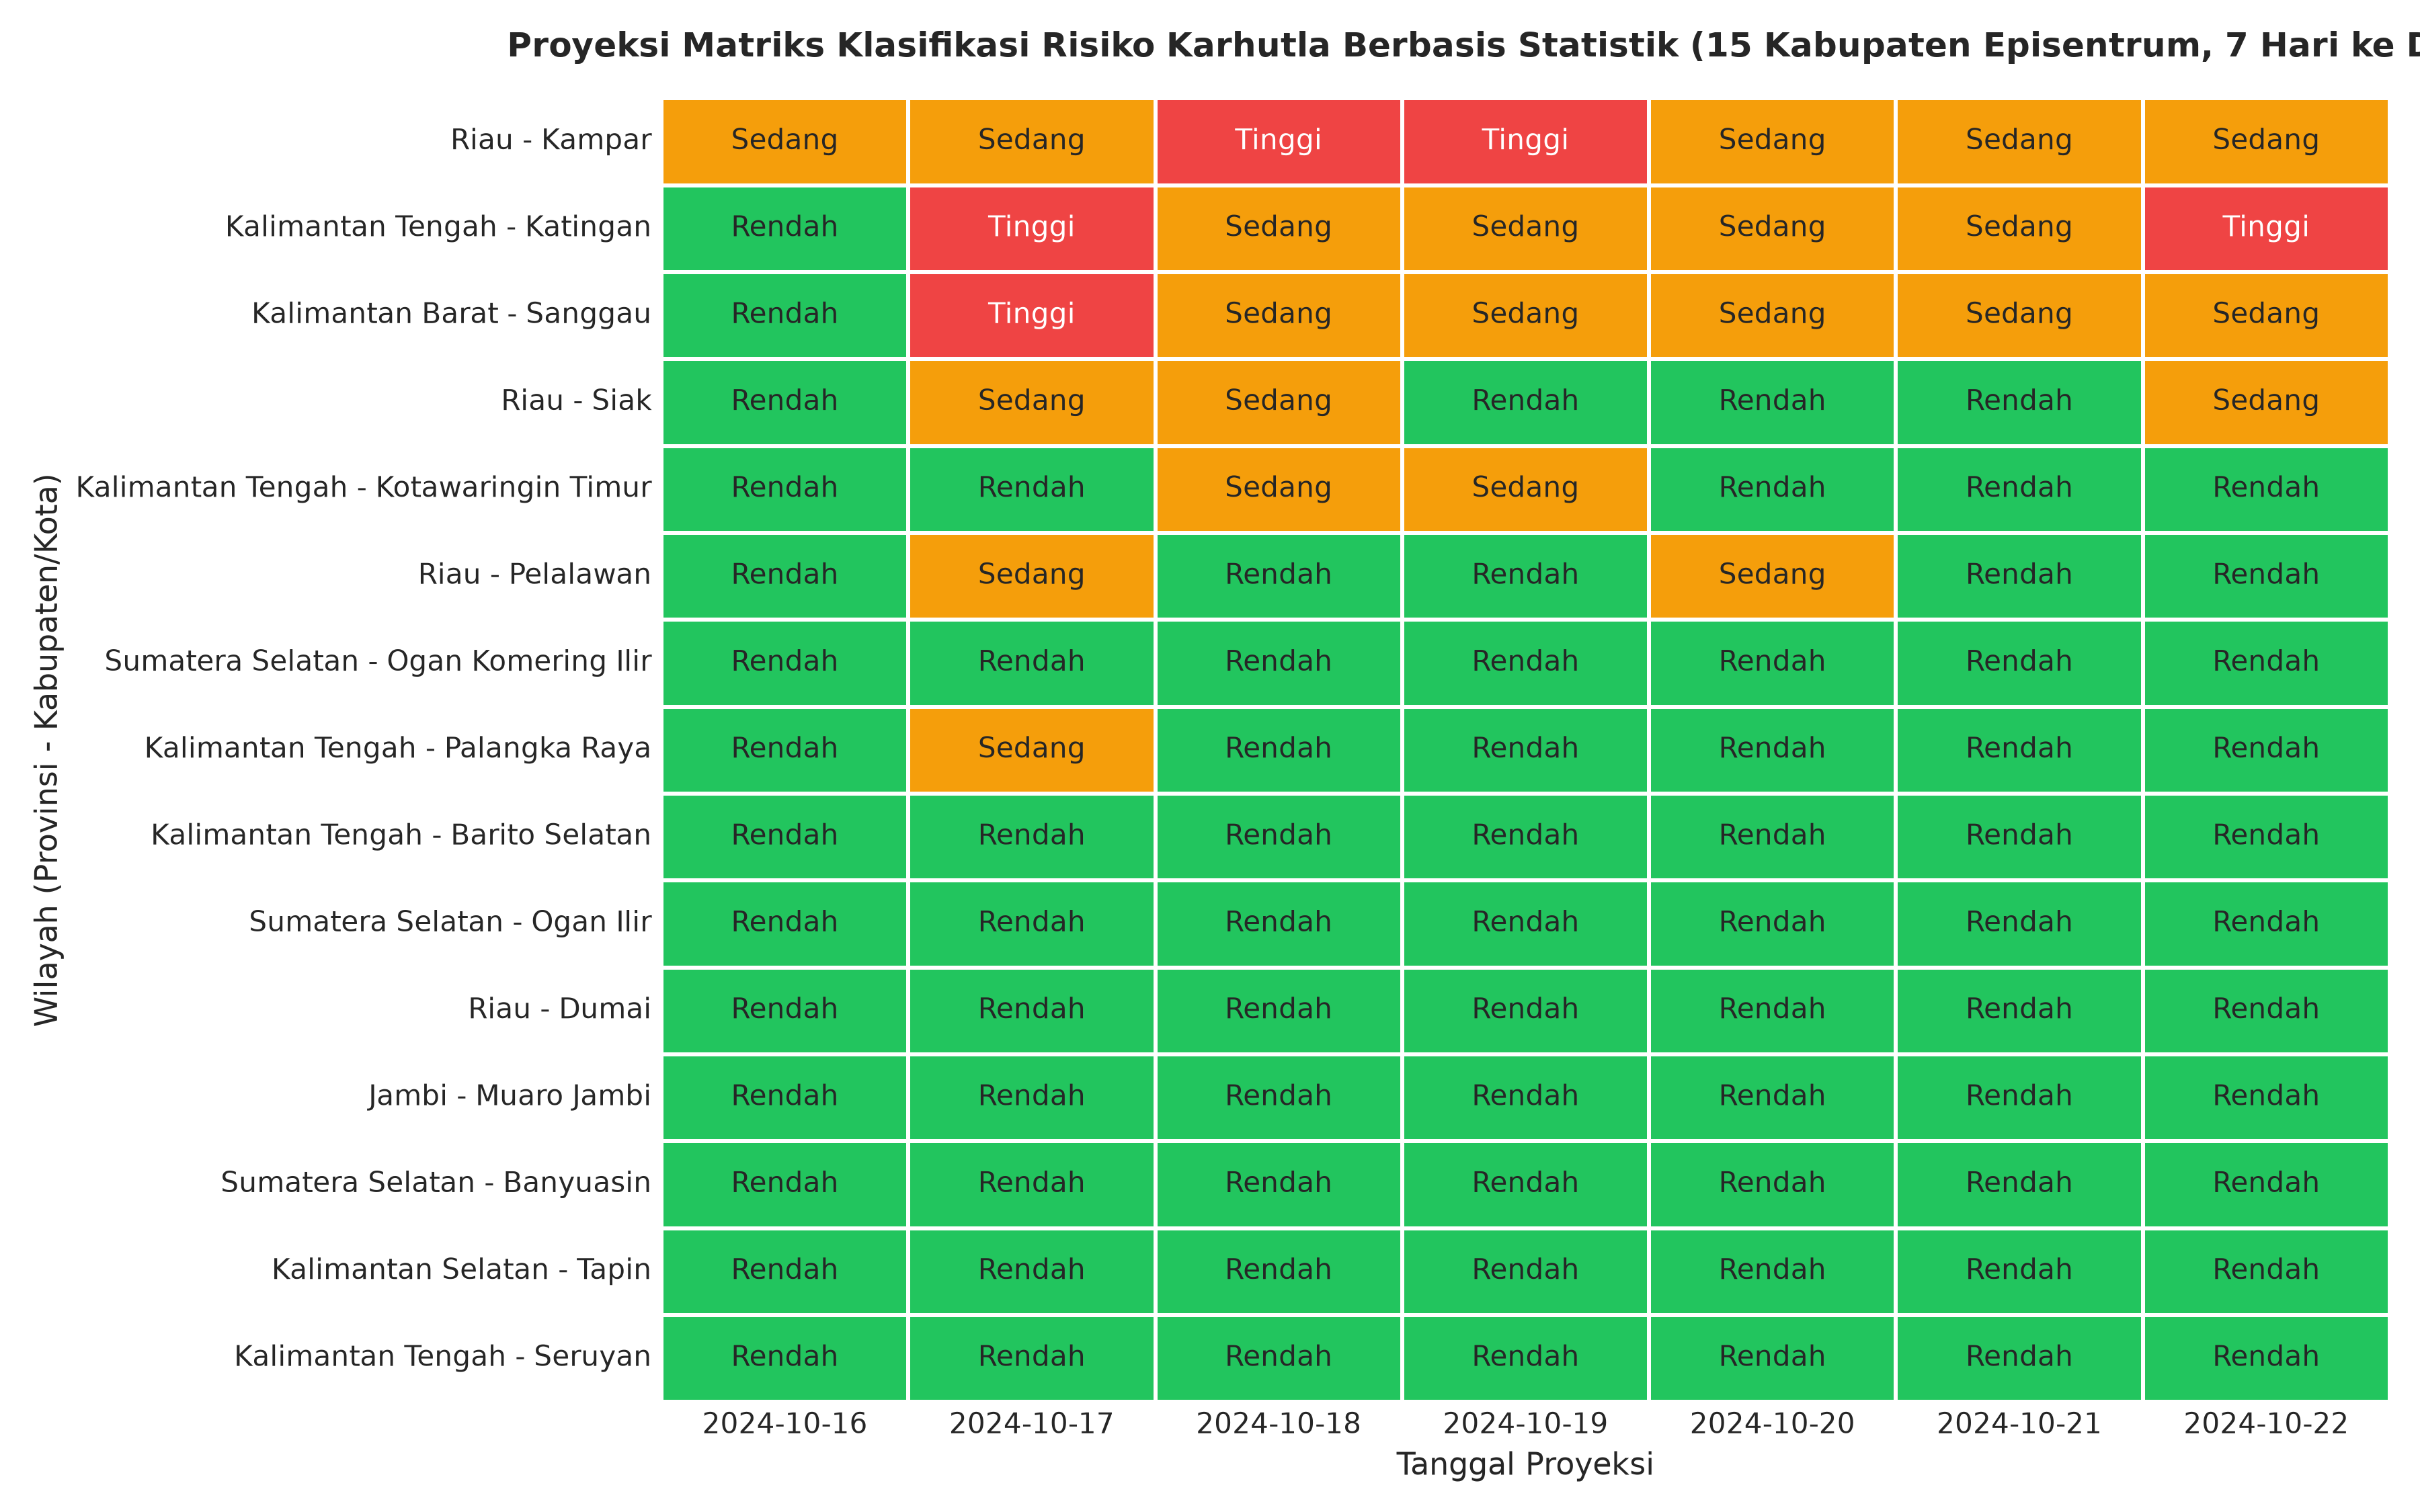 Proyeksi Matriks Klasifikasi Risiko Karhutla Berbasis Statistik (15 Kabupaten Episentrum, 7 Hari ke D
Wilayah (Provinsi - Kabupaten/Kota)
Riau - Kampar Sedang Sedang Tinggi Tinggi Sedang Sedang Sedang
Kalimantan Tengah - Katingan Rendah Tinggi Sedang Sedang Sedang Sedang Tinggi
Kalimantan Barat - Sanggau Rendah Tinggi Sedang Sedang Sedang Sedang Sedang
Riau - Siak Rendah Sedang Sedang Rendah Rendah Rendah Sedang
Kalimantan Tengah - Kotawaringin Timur Rendah Rendah Sedang Sedang Rendah Rendah Rendah
Riau - Pelalawan Rendah Sedang Rendah Rendah Sedang Rendah Rendah
Sumatera Selatan - Ogan Komering Ilir Rendah Rendah Rendah Rendah Rendah Rendah Rendah
Kalimantan Tengah - Palangka Raya Rendah Sedang Rendah Rendah Rendah Rendah Rendah
Kalimantan Tengah - Barito Selatan Rendah Rendah Rendah Rendah Rendah Rendah Rendah
Sumatera Selatan - Ogan Ilir Rendah Rendah Rendah Rendah Rendah Rendah Rendah
Riau - Dumai Rendah Rendah Rendah Rendah Rendah Rendah Rendah
Jambi - Muaro Jambi Rendah Rendah Rendah Rendah Rendah Rendah Rendah
Sumatera Selatan - Banyuasin Rendah Rendah Rendah Rendah Rendah Rendah Rendah
Kalimantan Selatan - Tapin Rendah Rendah Rendah Rendah Rendah Rendah Rendah
Kalimantan Tengah - Seruyan Rendah Rendah Rendah Rendah Rendah Rendah Rendah
2024-10-16 2024-10-17 2024-10-18 2024-10-19 2024-10-20 2024-10-21 2024-10-22
Tanggal Proyeksi